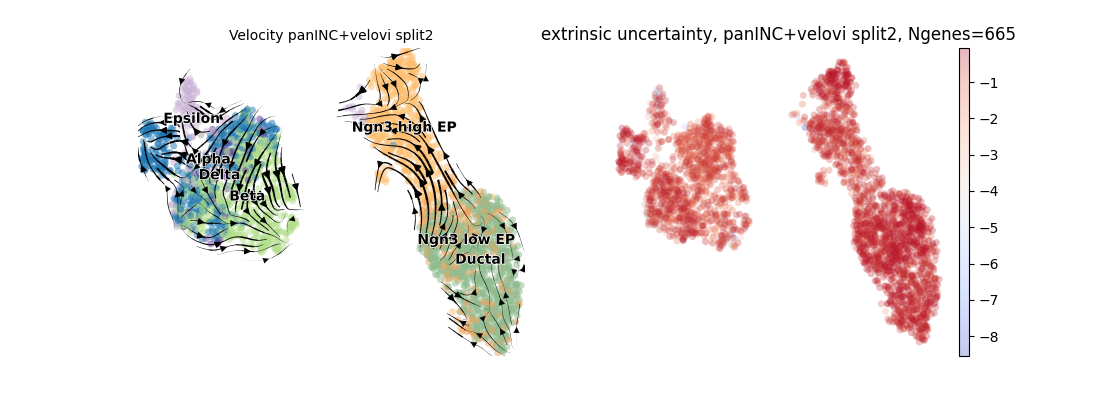 Velocity panINC+velovi split2
extrinsic uncertainty, panINC+velovi split2, Ngenes=665
Epsilon
Ngn3 high EP
Alpha
Delta
Beta
Ngn3 low EP
Ductal
−1
−2
−3
−4
−5
−6
−7
−8